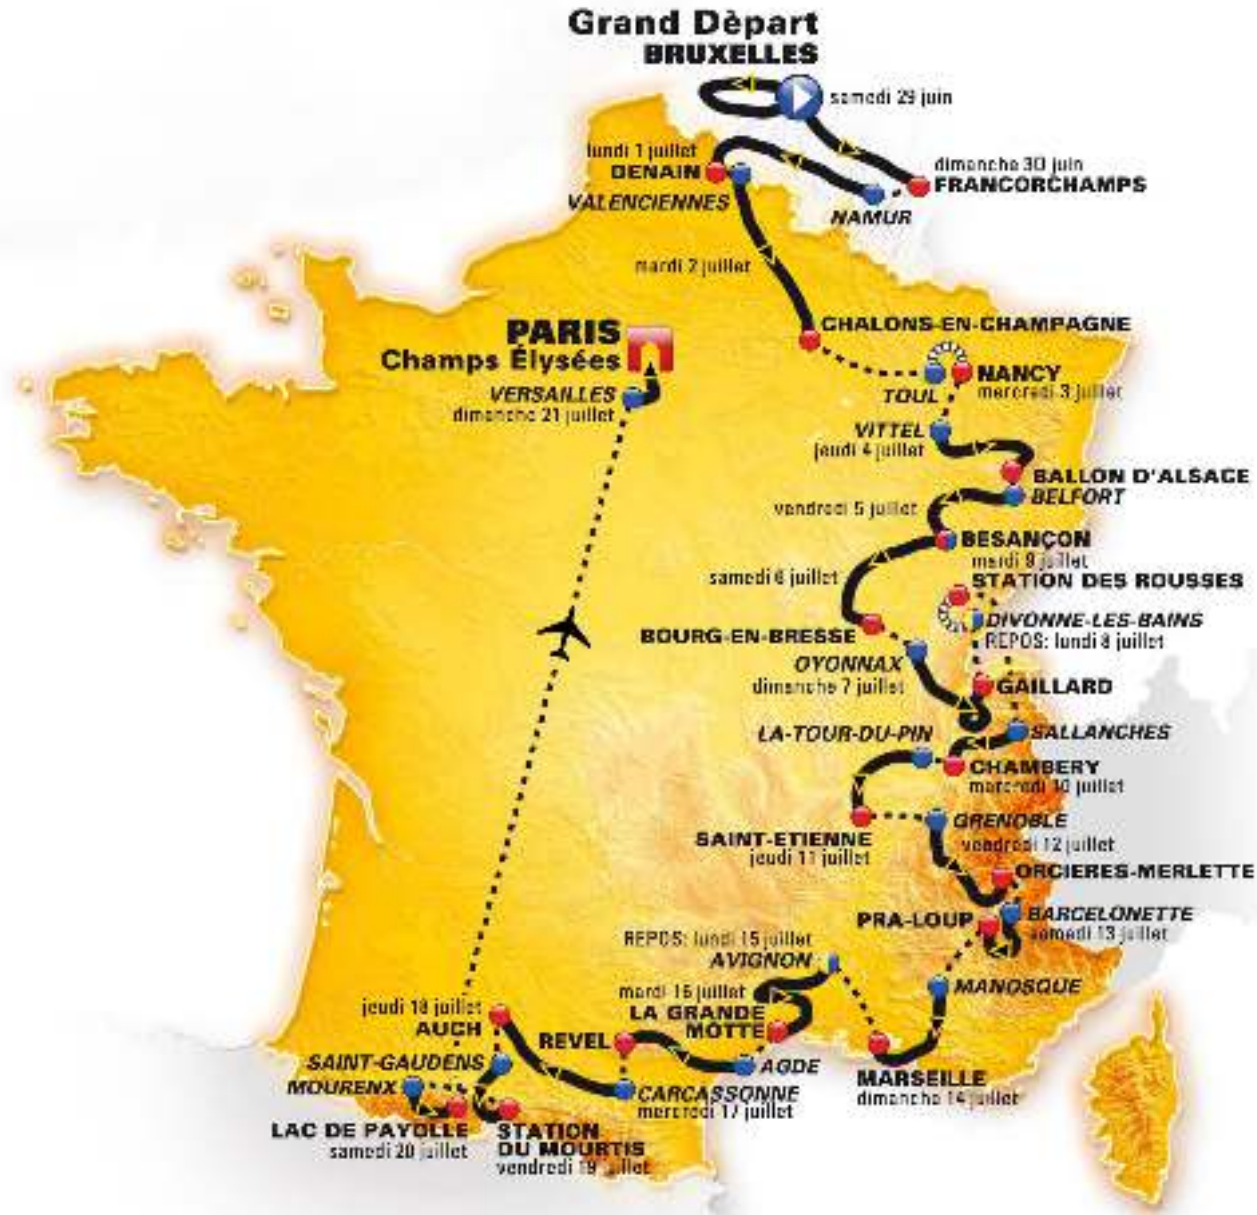 Grand Dèpart
BRUXELLES
samedi 29 juin
lundi 1 juillet
DENAIN
VALENCIENNES
dimanche 30 juin
FRANCORCHAMPS
NAMUR
mardi 2 juillet
CHALONS-EN-CHAMPAGNE
PARIS
Champs Élysées
VERSAILLES
dimanche 21 juillet
TOUL
NANCY
mercredi 3 juillet
VITTEL
jeudi 4 juillet
BALLON D'ALSACE
BELFORT
vendredi 5 juillet
BESANÇON
mardi 9 juillet
samedi 6 juillet
STATION DES ROUSSES
DIVONNE-LES-BAINS
REPOS: lundi 8 juillet
BOURG-EN-BRESSE
OYONNAX
dimanche 7 juillet
GAILLARD
LA-TOUR-DU-PIN
SALLANCHES
CHAMBERY
mercredi 10 juillet
SAINT-ETIENNE
jeudi 11 juillet
GRENOBLE
vendredi 12 juillet
ORCIERES-MERLETTE
PRA-LOUP
BARCELONETTE
samedi 13 juillet
REPOS: lundi 15 juillet
AVIGNON
MANOSQUE
mardi 16 juillet
LA GRANDE
MOTTE
jeudi 18 juillet
AUCH
REVEL
SAINT-GAUDENS
MOURENX
AGDE
CARCASSONNE
mercredi 17 juillet
MARSEILLE
dimanche 14 juillet
LAC DE PAYOLLE
samedi 20 juillet
STATION
DU MOURTIS
vendredi 19 juillet